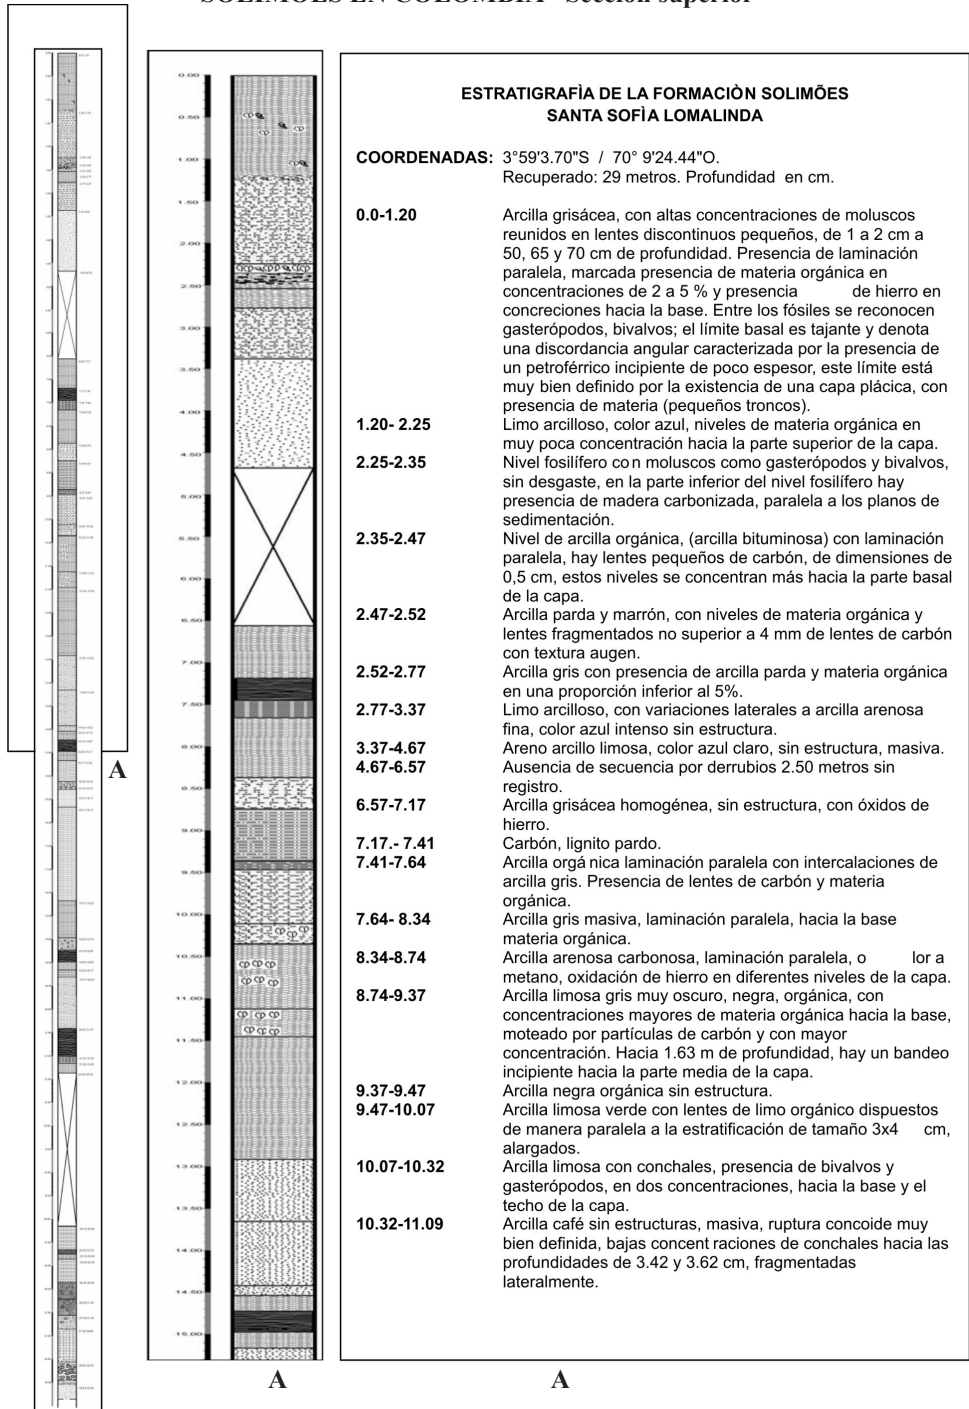 SOLIMÕES EN COLOMBIA - Sección superior
0.00
0.50
1.00
1.50
2.00
2.50
3.00
3.50
4.00
4.50
5.00
5.50
6.00
6.50
7.00
7.50
8.00
8.50
9.00
9.50
10.00
10.50
11.00
11.50
12.00
12.50
13.00
13.50
14.00
14.50
15.00
A
A
ESTRATIGRAFÌA DE LA FORMACIÒN SOLIMÕES
SANTA SOFÌA LOMALINDA
COORDENADAS: 3°59'3.70"S / 70° 9'24.44"O.
Recuperado: 29 metros. Profundidad en cm.
0.0-1.20 Arcilla grisácea, con altas concentraciones de moluscos
reunidos en lentes discontinuos pequeños, de 1 a 2 cm a
50, 65 y 70 cm de profundidad. Presencia de laminación
paralela, marcada presencia de materia orgánica en
concentraciones de 2 a 5 % y presencia de hierro en
concreciones hacia la base. Entre los fósiles se reconocen
gasterópodos, bivalvos; el límite basal es tajante y denota
una discordancia angular caracterizada por la presencia de
un petroférrico incipiente de poco espesor, este límite está
muy bien definido por la existencia de una capa plácica, con
presencia de materia (pequeños troncos).
1.20- 2.25 Limo arcilloso, color azul, niveles de materia orgánica en
muy poca concentración hacia la parte superior de la capa.
2.25-2.35 Nivel fosilífero con moluscos como gasterópodos y bivalvos,
sin desgaste, en la parte inferior del nivel fosilífero hay
presencia de madera carbonizada, paralela a los planos de
sedimentación.
2.35-2.47 Nivel de arcilla orgánica, (arcilla bituminosa) con laminación
paralela, hay lentes pequeños de carbón, de dimensiones de
0,5 cm, estos niveles se concentran más hacia la parte basal
de la capa.
2.47-2.52 Arcilla parda y marrón, con niveles de materia orgánica y
lentes fragmentados no superior a 4 mm de lentes de carbón
con textura augen.
2.52-2.77 Arcilla gris con presencia de arcilla parda y materia orgánica
en una proporción inferior al 5%.
2.77-3.37 Limo arcilloso, con variaciones laterales a arcilla arenosa
fina, color azul intenso sin estructura.
3.37-4.67 Areno arcillo limosa, color azul claro, sin estructura, masiva.
4.67-6.57 Ausencia de secuencia por derrubios 2.50 metros sin
registro.
6.57-7.17 Arcilla grisácea homogénea, sin estructura, con óxidos de
hierro.
7.17.- 7.41 Carbón, lignito pardo.
7.41-7.64 Arcilla orgá nica laminación paralela con intercalaciones de
arcilla gris. Presencia de lentes de carbón y materia
orgánica.
7.64- 8.34 Arcilla gris masiva, laminación paralela, hacia la base
materia orgánica.
8.34-8.74 Arcilla arenosa carbonosa, laminación paralela, o lor a
metano, oxidación de hierro en diferentes niveles de la capa.
8.74-9.37 Arcilla limosa gris muy oscuro, negra, orgánica, con
concentraciones mayores de materia orgánica hacia la base,
moteado por partículas de carbón y con mayor
concentración. Hacia 1.63 m de profundidad, hay un bandeo
incipiente hacia la parte media de la capa.
9.37-9.47 Arcilla negra orgánica sin estructura.
9.47-10.07 Arcilla limosa verde con lentes de limo orgánico dispuestos
de manera paralela a la estratificación de tamaño 3x4 cm,
alargados.
10.07-10.32 Arcilla limosa con conchales, presencia de bivalvos y
gasterópodos, en dos concentraciones, hacia la base y el
techo de la capa.
10.32-11.09 Arcilla café sin estructuras, masiva, ruptura concoide muy
bien definida, bajas concent raciones de conchales hacia las
profundidades de 3.42 y 3.62 cm, fragmentadas
lateralmente.
A